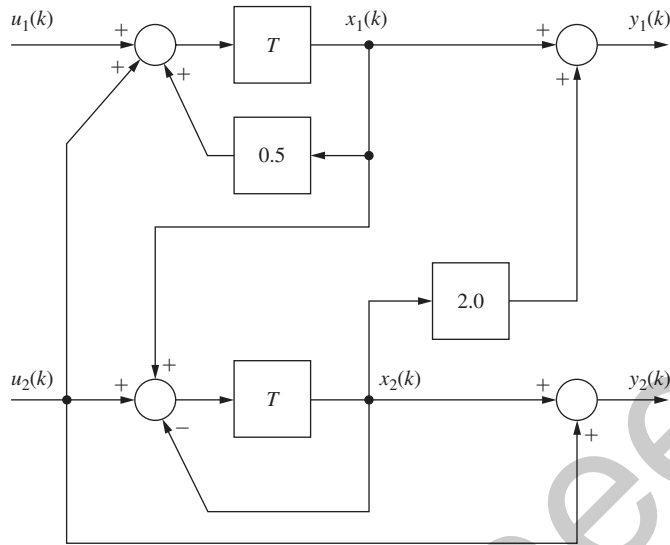 u₁(k) x₁(k) y₁(k)
+ + T + +
+ 0.5
2.0
u₂(k) + x₂(k) y₂(k)
+ − T + +